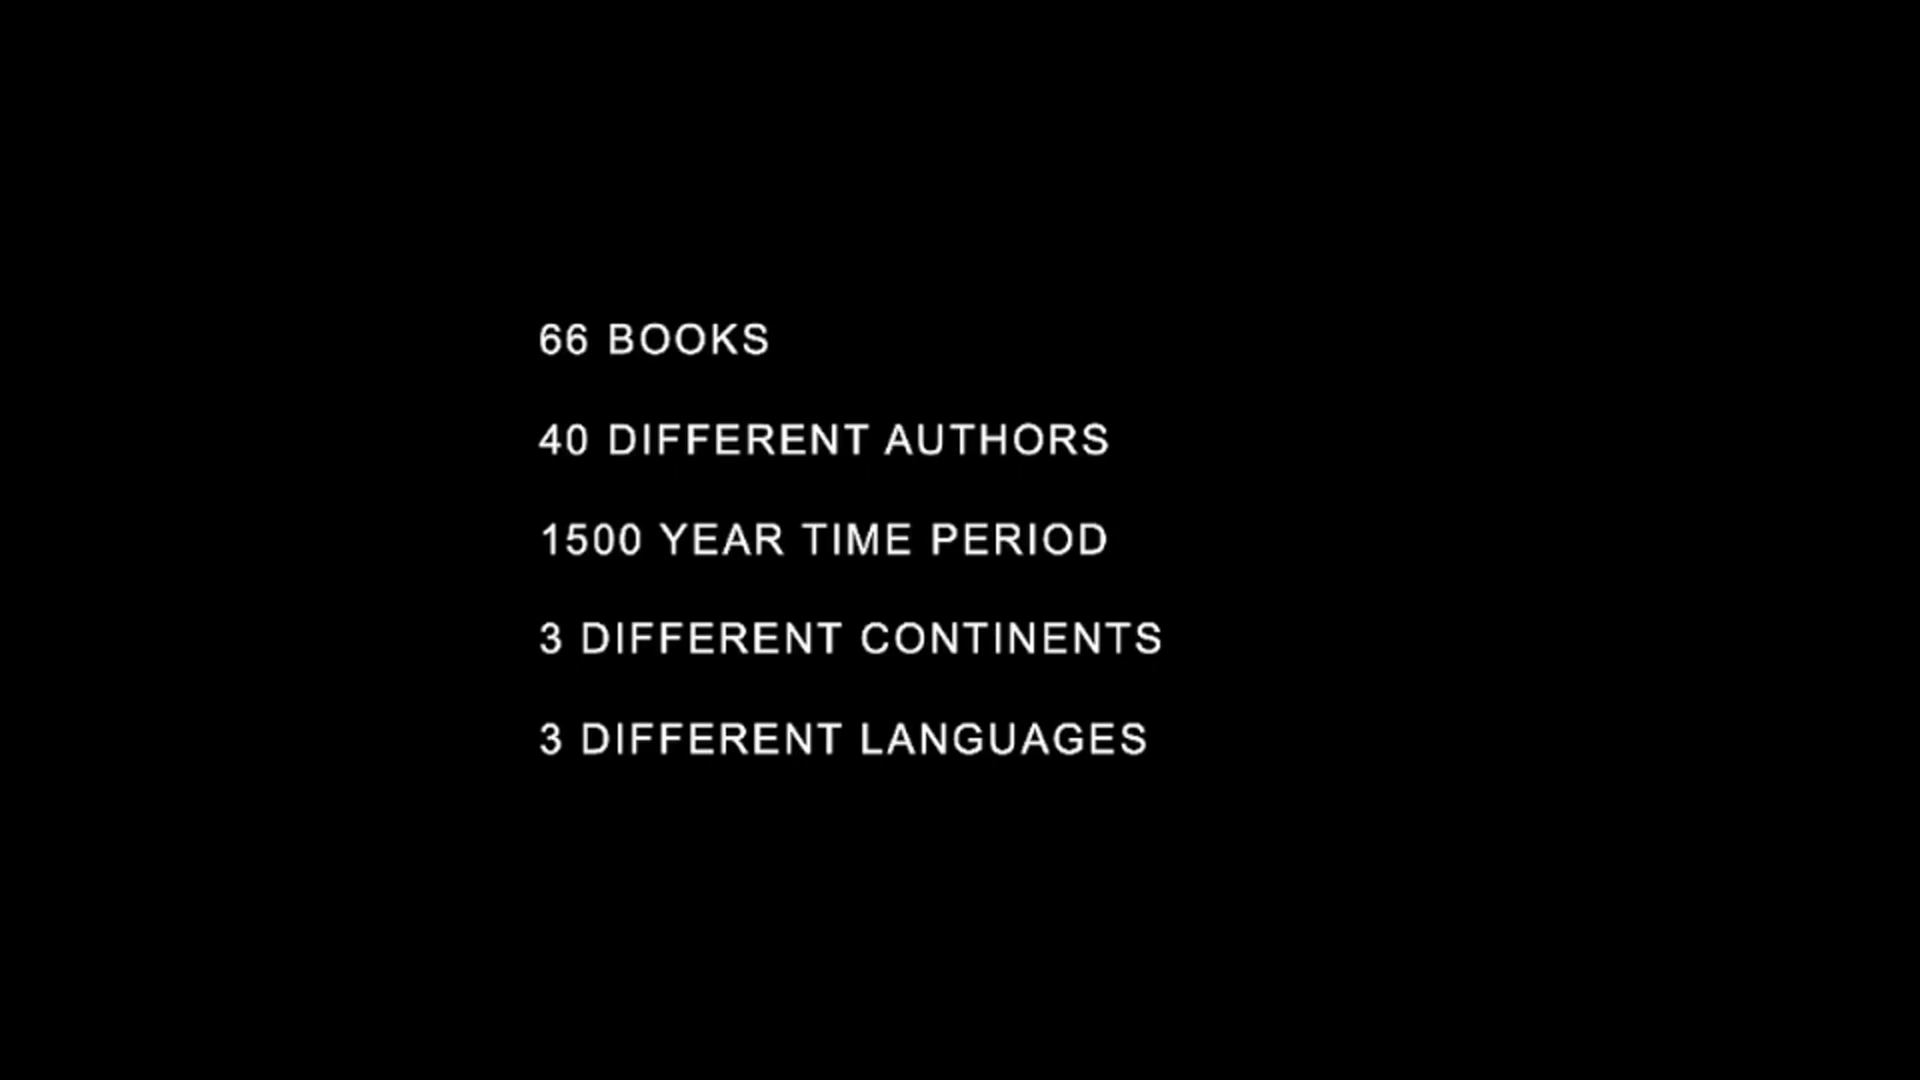 66 BOOKS
40 DIFFERENT AUTHORS
1500 YEAR TIME PERIOD
3 DIFFERENT CONTINENTS
3 DIFFERENT LANGUAGES